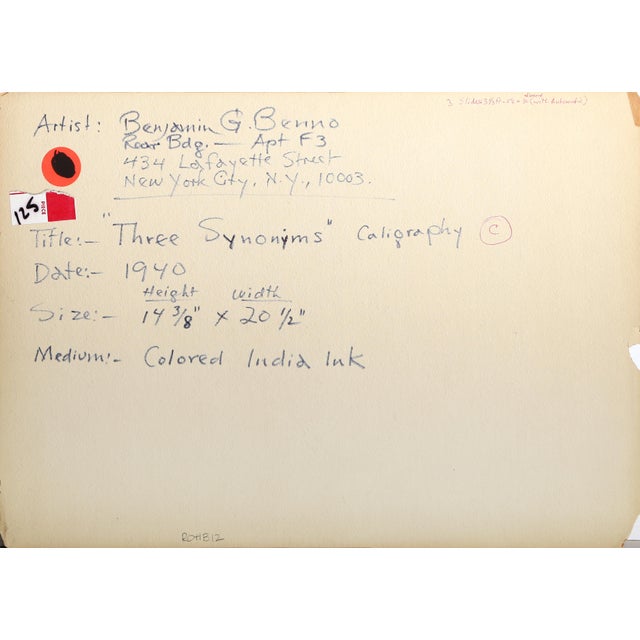 Artist: Benjamin G. Benno
Rear Bdg. — Apt F3
434 Lafayette Street
New York City, N.Y., 10003.
125
Title:- "Three Synonyms" Caligraphy C
Date:- 1940
Height Width
Size:- 14 3/8" x 20 1/2"
Medium:- Colored India Ink
ROHE12